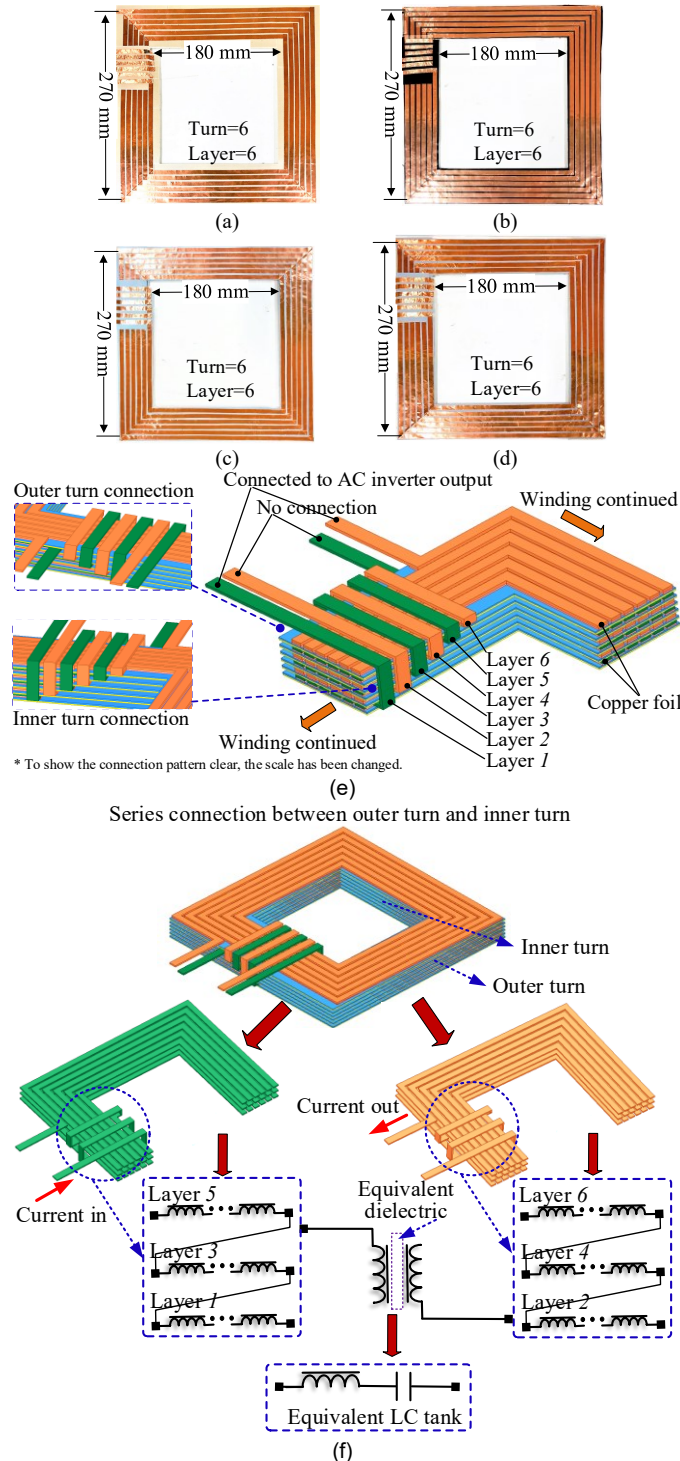 180 mm
270 mm
Turn=6
Layer=6
(a)
180 mm
270 mm
Turn=6
Layer=6
(b)
180 mm
270 mm
Turn=6
Layer=6
(c)
180 mm
270 mm
Turn=6
Layer=6
(d)
Connected to AC inverter output
Outer turn connection
No connection
Winding continued
Inner turn connection
Layer 6
Layer 5
Layer 4
Layer 3
Layer 2
Layer 1
Copper foil
Winding continued
* To show the connection pattern clear, the scale has been changed.
(e)
Series connection between outer turn and inner turn
Inner turn
Outer turn
Current in
Current out
Layer 5
Layer 3
Layer 1
Equivalent
dielectric
Layer 6
Layer 4
Layer 2
Equivalent LC tank
(f)